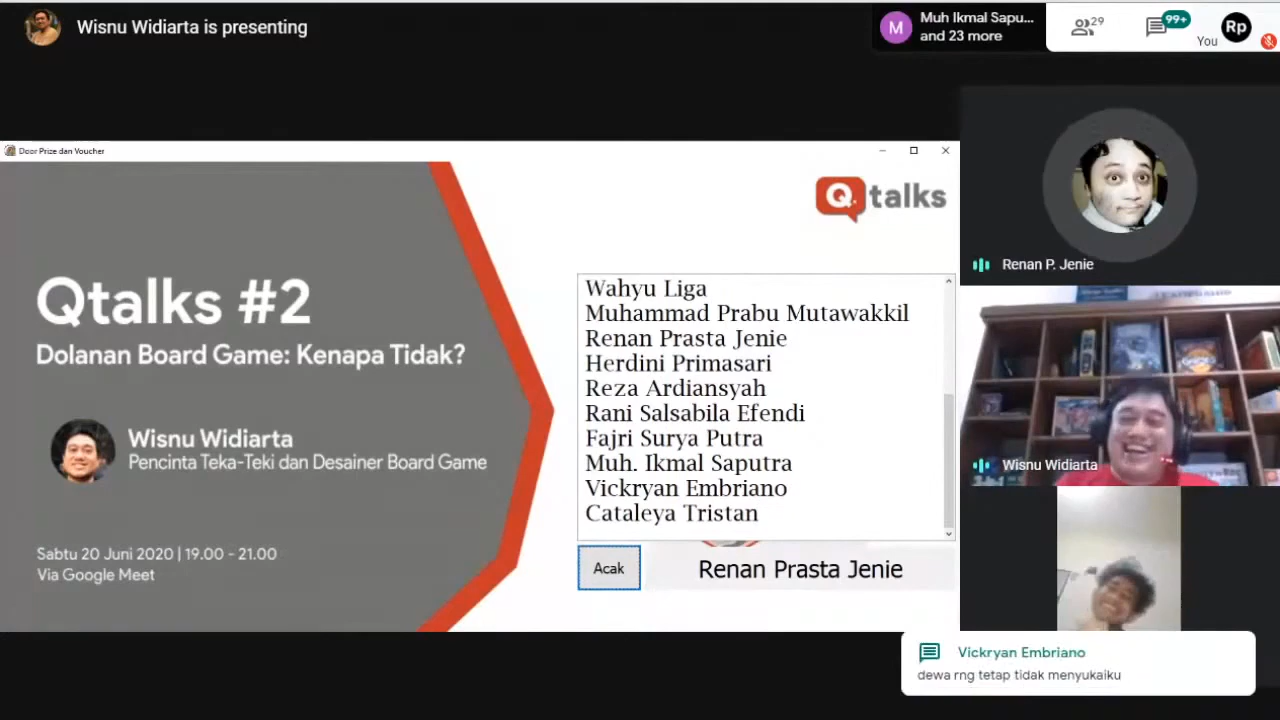 Wisnu Widiarta is presenting
M
Muh Ikmal Sapu...
and 23 more
29
99+
You
Rp
Door Prize dan Voucher
Q talks
Qtalks #2
Dolanan Board Game: Kenapa Tidak?
Wisnu Widiarta
Pencinta Teka-Teki dan Desainer Board Game
Sabtu 20 Juni 2020 | 19.00 - 21.00
Via Google Meet
Wahyu Liga
Muhammad Prabu Mutawakkil
Renan Prasta Jenie
Herdini Primasari
Reza Ardiansyah
Rani Salsabila Efendi
Fajri Surya Putra
Muh. Ikmal Saputra
Vickryan Embriano
Cataleya Tristan
Acak
Renan Prasta Jenie
Renan P. Jenie
Wisnu Widiarta
Vickryan Embriano
dewa rng tetap tidak menyukaiku